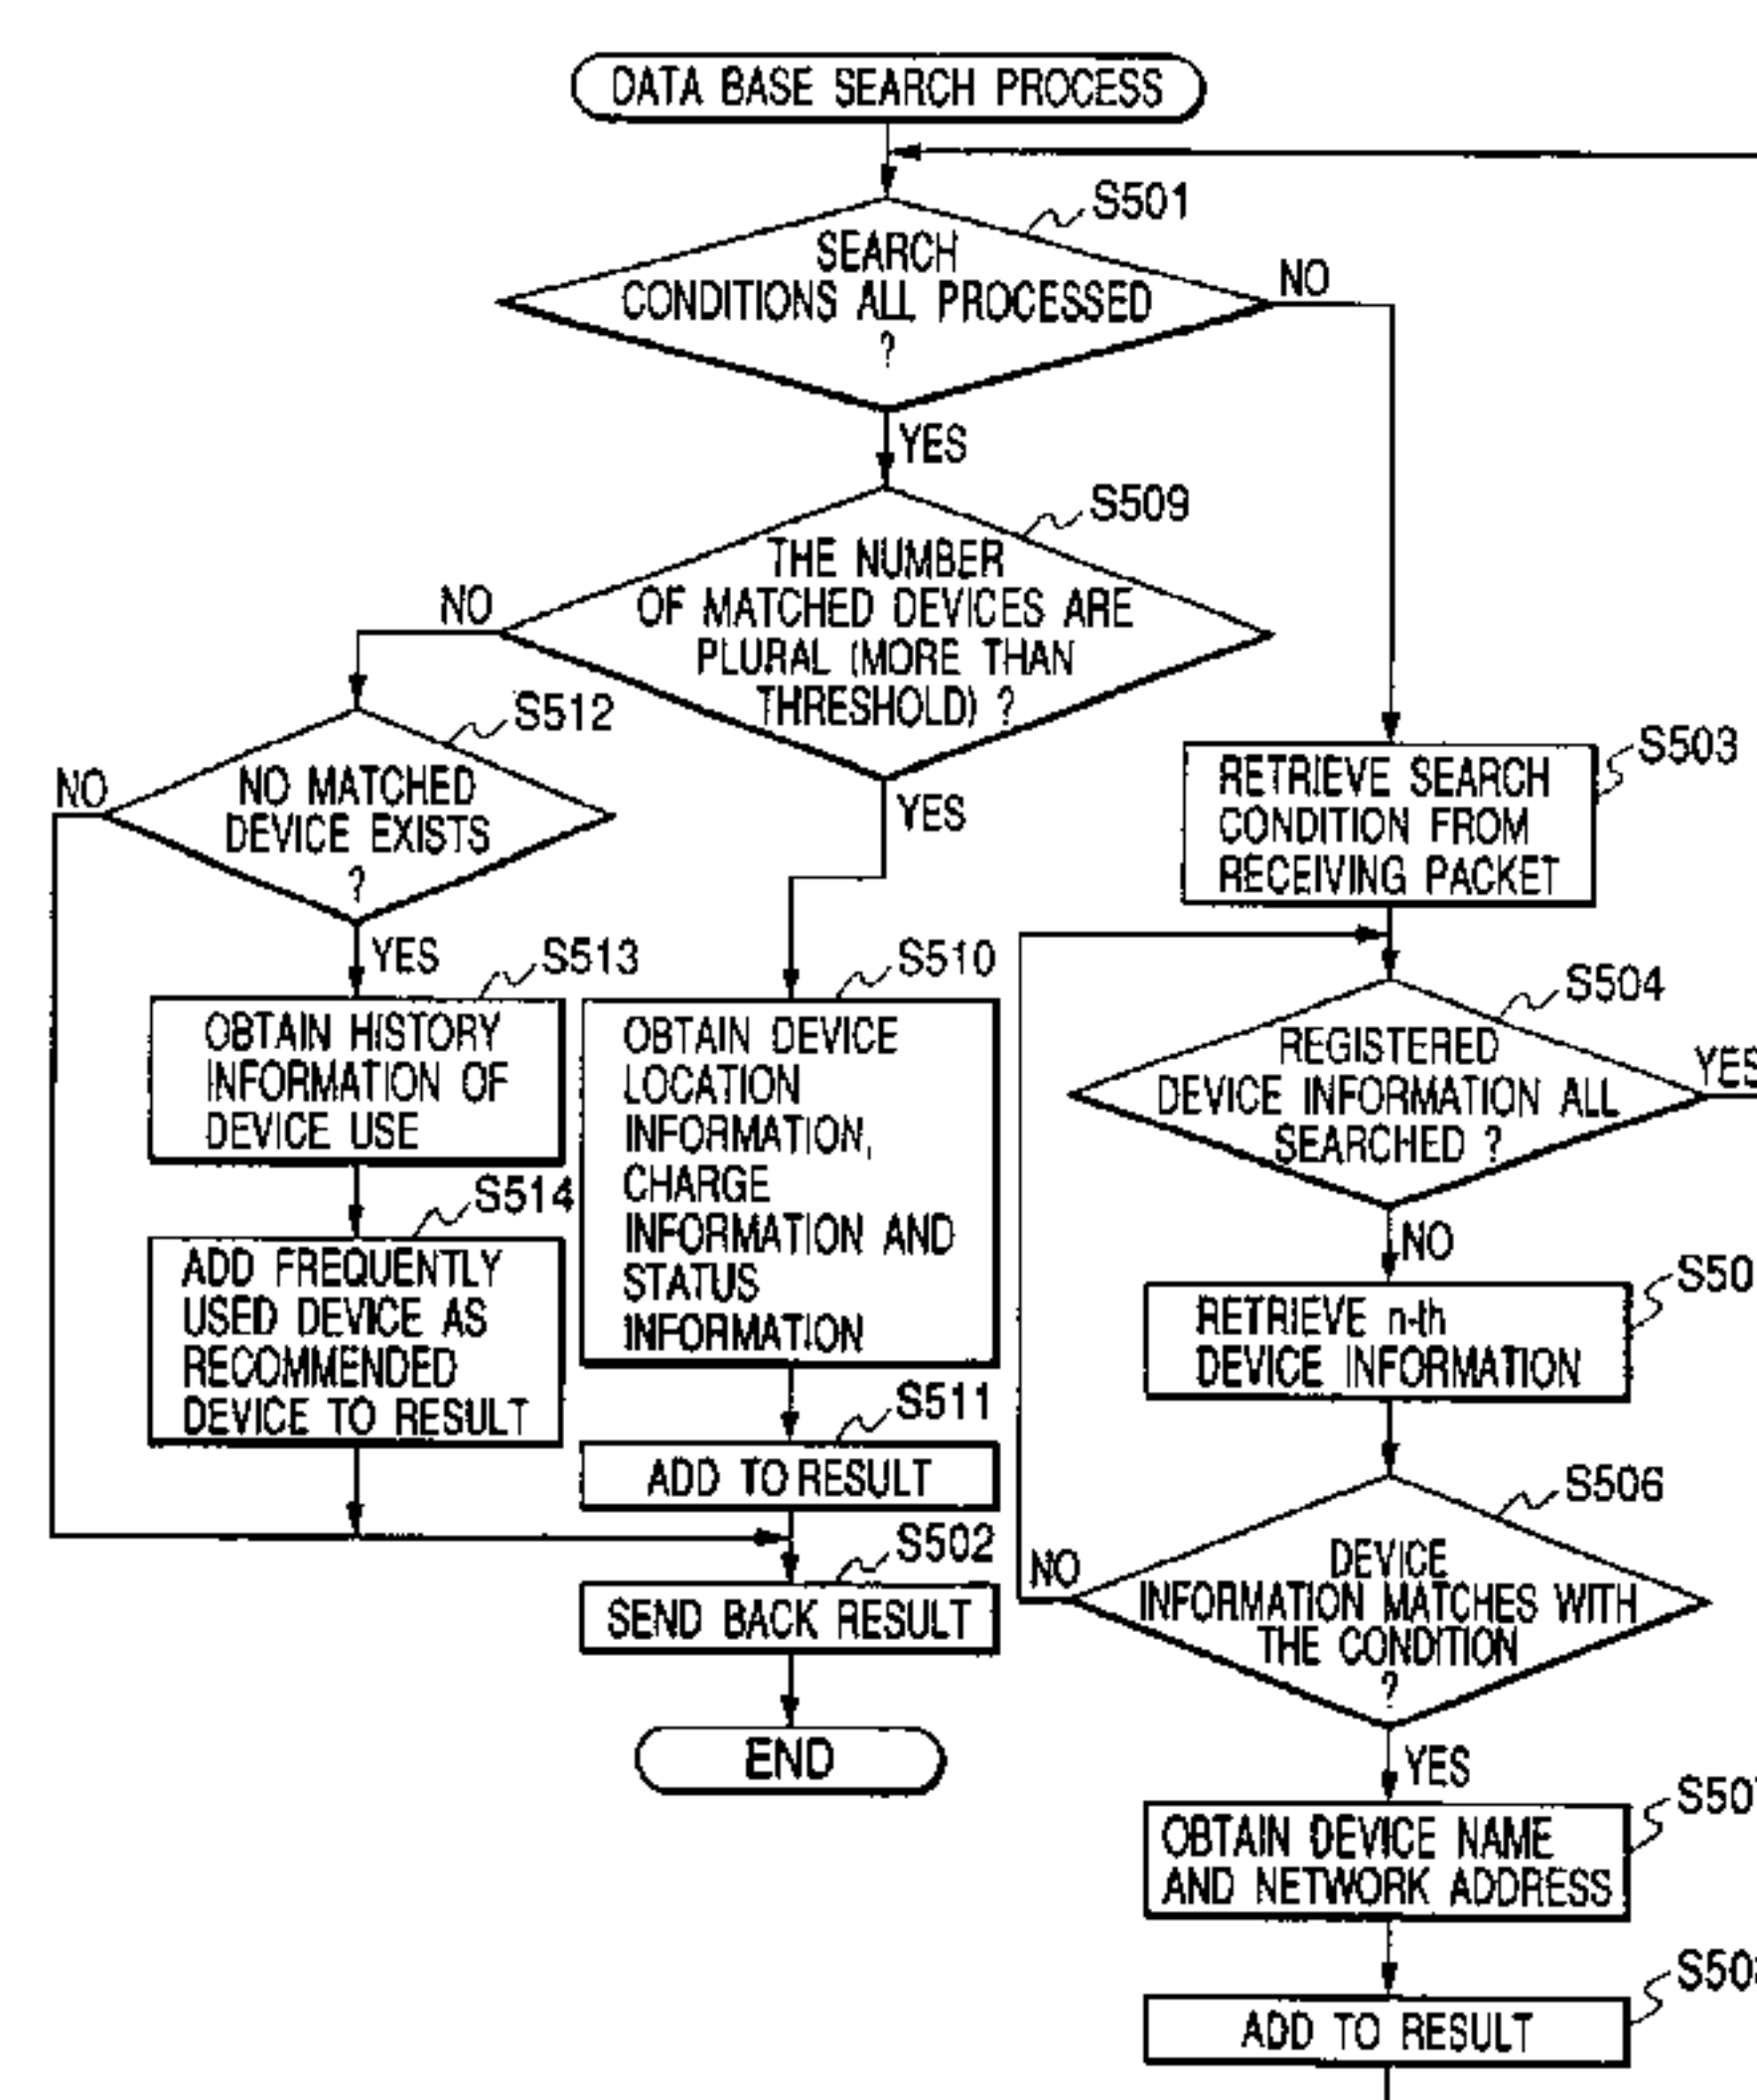 DATA BASE SEARCH PROCESS
S501
SEARCH
CONDITIONS ALL PROCESSED
?
NO
YES
S509
THE NUMBER
OF MATCHED DEVICES ARE
PLURAL (MORE THAN
THRESHOLD) ?
NO
YES
S512
NO MATCHED
DEVICE EXISTS
?
NO
YES
S513
OBTAIN HISTORY
INFORMATION OF
DEVICE USE
S514
ADD FREQUENTLY
USED DEVICE AS
RECOMMENDED
DEVICE TO RESULT
S510
OBTAIN DEVICE
LOCATION
INFORMATION,
CHARGE
INFORMATION AND
STATUS
INFORMATION
S511
ADD TO RESULT
S502
SEND BACK RESULT
END
S503
RETRIEVE SEARCH
CONDITION FROM
RECEIVING PACKET
S504
REGISTERED
DEVICE INFORMATION ALL
SEARCHED ?
YES
NO
S50
RETRIEVE n-th
DEVICE INFORMATION
S506
DEVICE
INFORMATION MATCHES WITH
THE CONDITION
?
NO
YES
S507
OBTAIN DEVICE NAME
AND NETWORK ADDRESS
S508
ADD TO RESULT